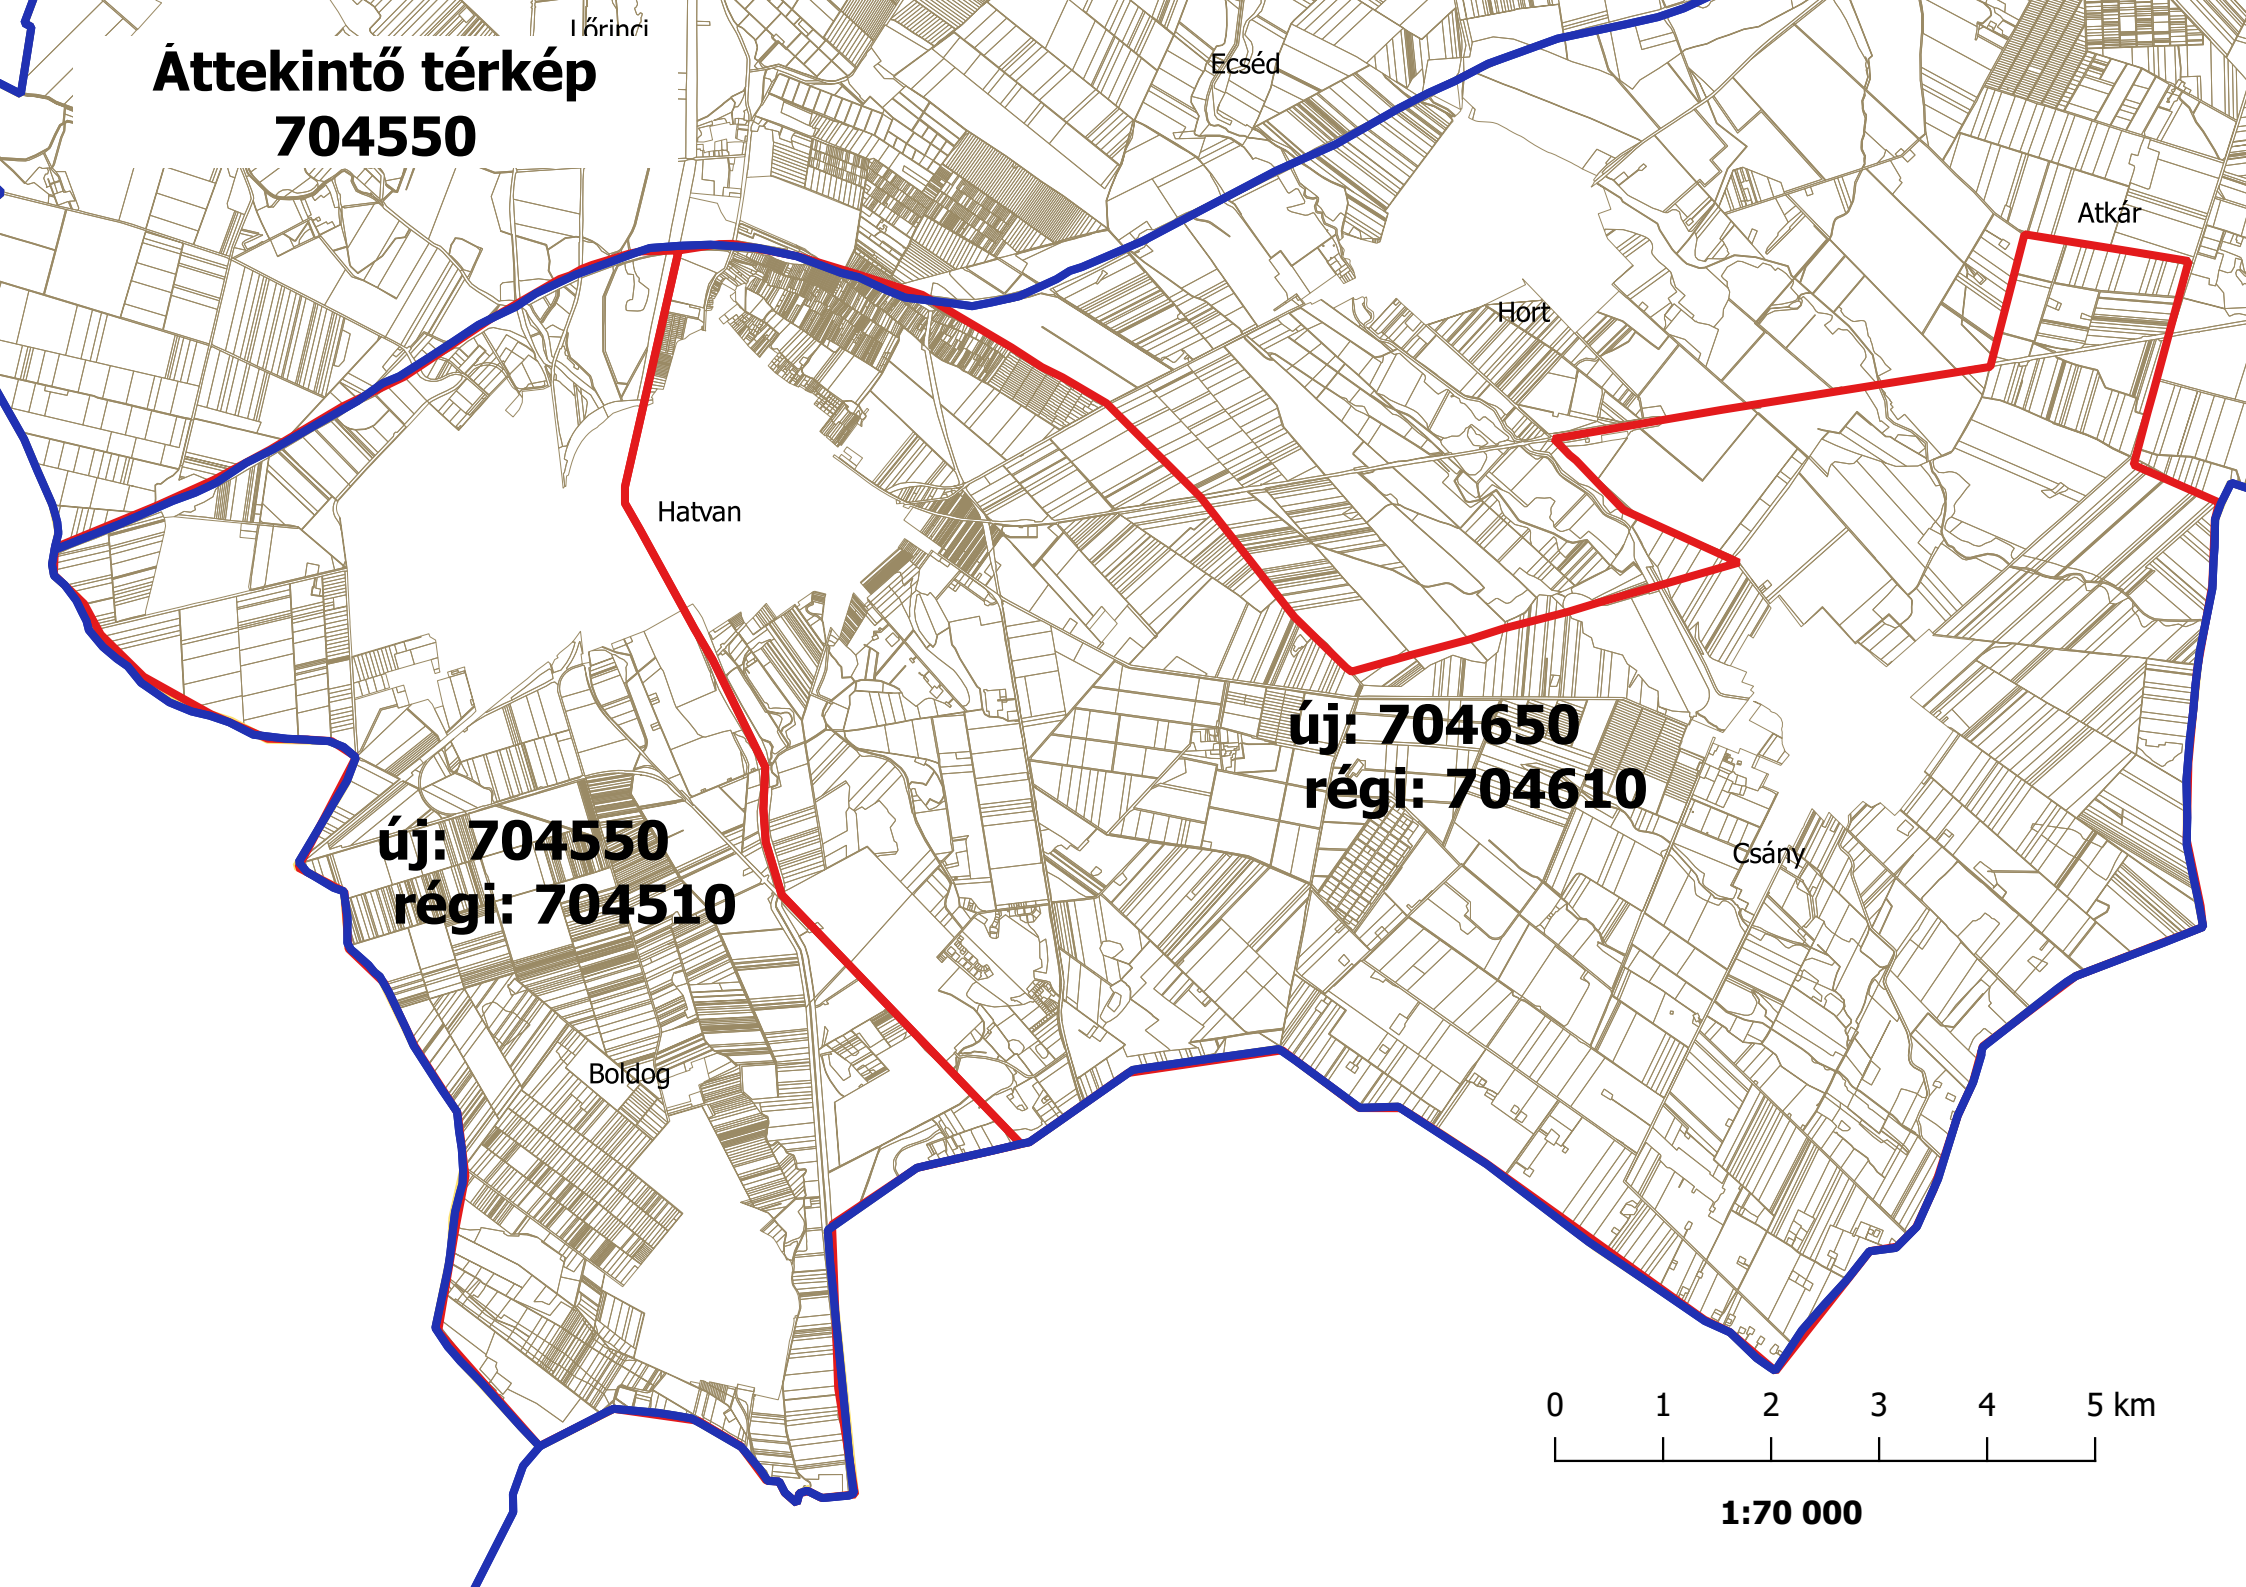 Lőrinci
Áttekintő térkép
704550
Ecséd
Atkár
Hort
Hatvan
új: 704650
régi: 704610
új: 704550
régi: 704510
Csány
Boldog
0 1 2 3 4 5 km
1:70 000